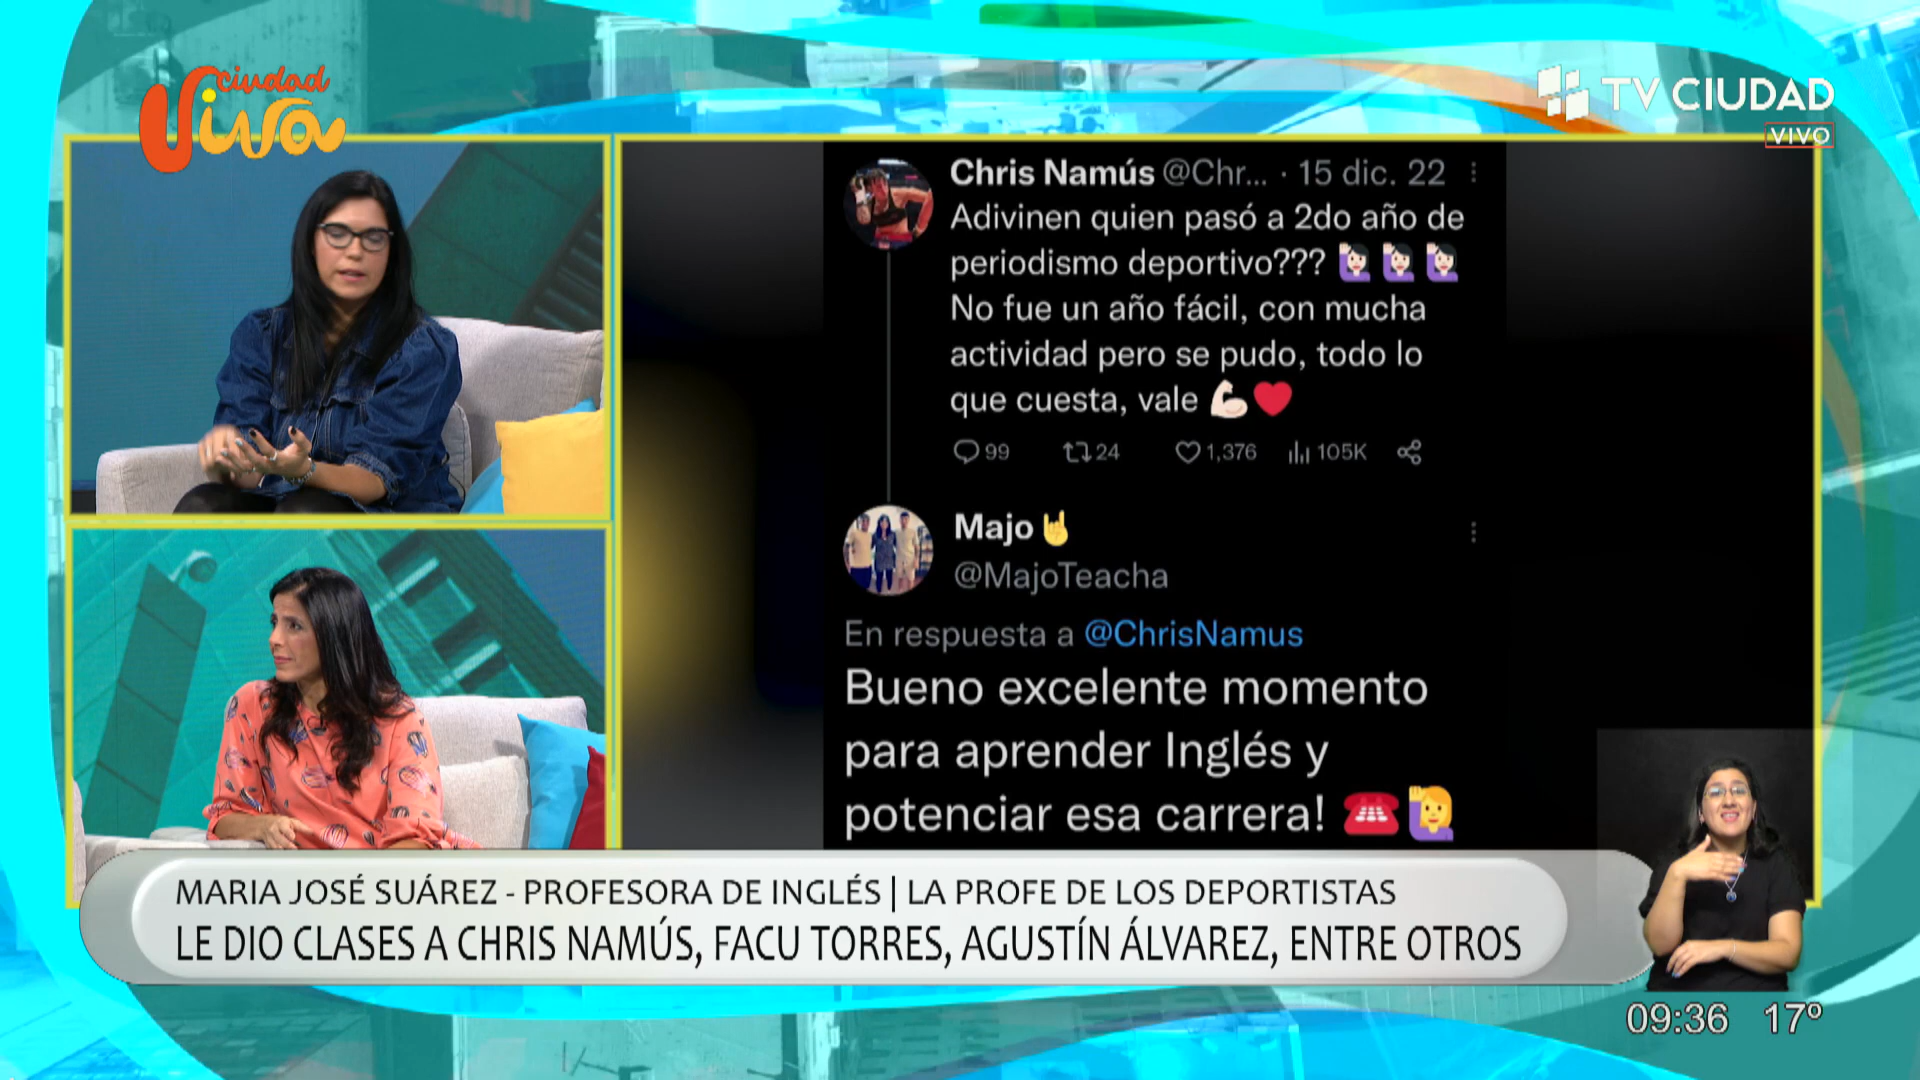 ciudad
Viva
TV CIUDAD
VIVO
Chris Namús @Chr... · 15 dic. 22
Adivinen quien pasó a 2do año de
periodismo deportivo??? 🙋🏻‍♀️🙋🏻‍♀️🙋🏻‍♀️
No fue un año fácil, con mucha
actividad pero se pudo, todo lo
que cuesta, vale 💪🏻❤️
99 24 1,376 105K
Majo 🤘
@MajoTeacha
En respuesta a @ChrisNamus
Bueno excelente momento
para aprender Inglés y
potenciar esa carrera! ☎️🙋‍♀️
MARIA JOSÉ SUÁREZ - PROFESORA DE INGLÉS | LA PROFE DE LOS DEPORTISTAS
LE DIO CLASES A CHRIS NAMÚS, FACU TORRES, AGUSTÍN ÁLVAREZ, ENTRE OTROS
09:36 17º